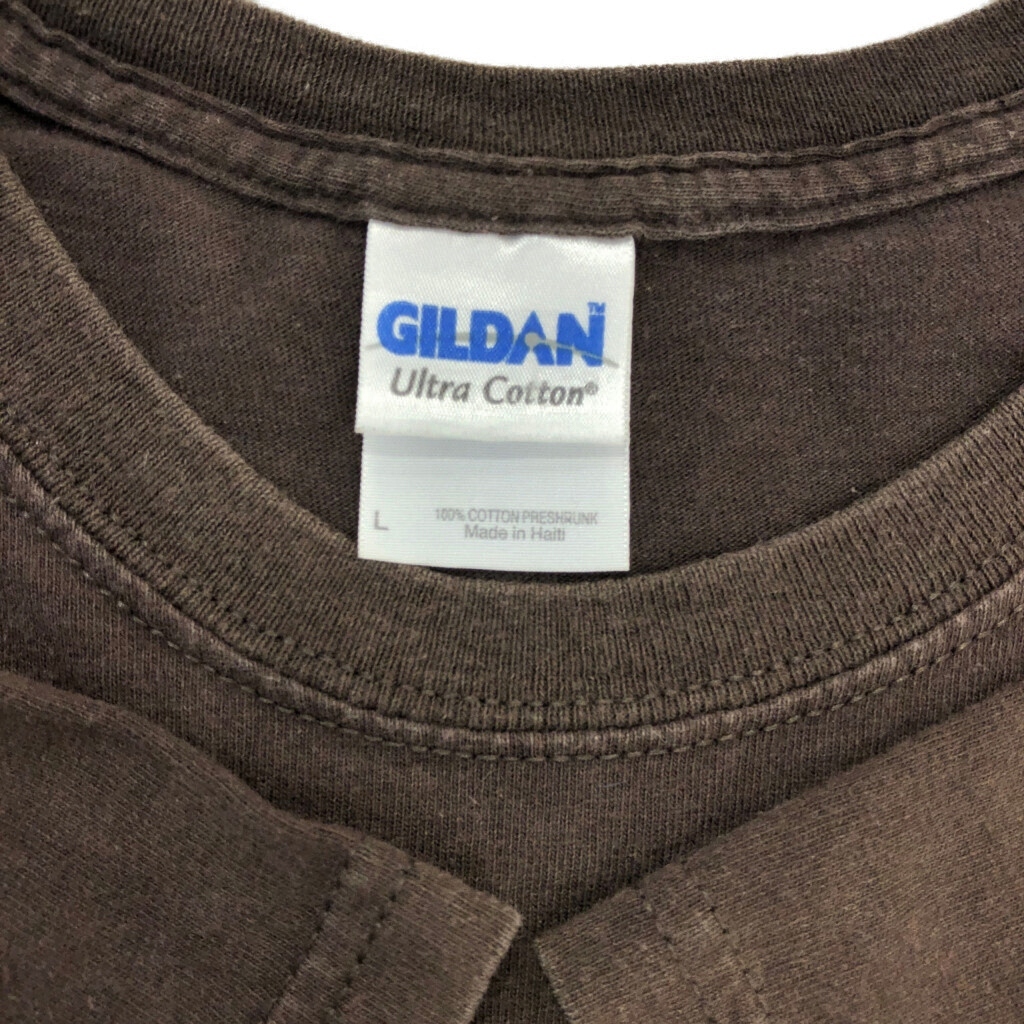 GILDAN™
Ultra Cotton®
L
100% COTTON PRESHRUNK
Made in Haiti